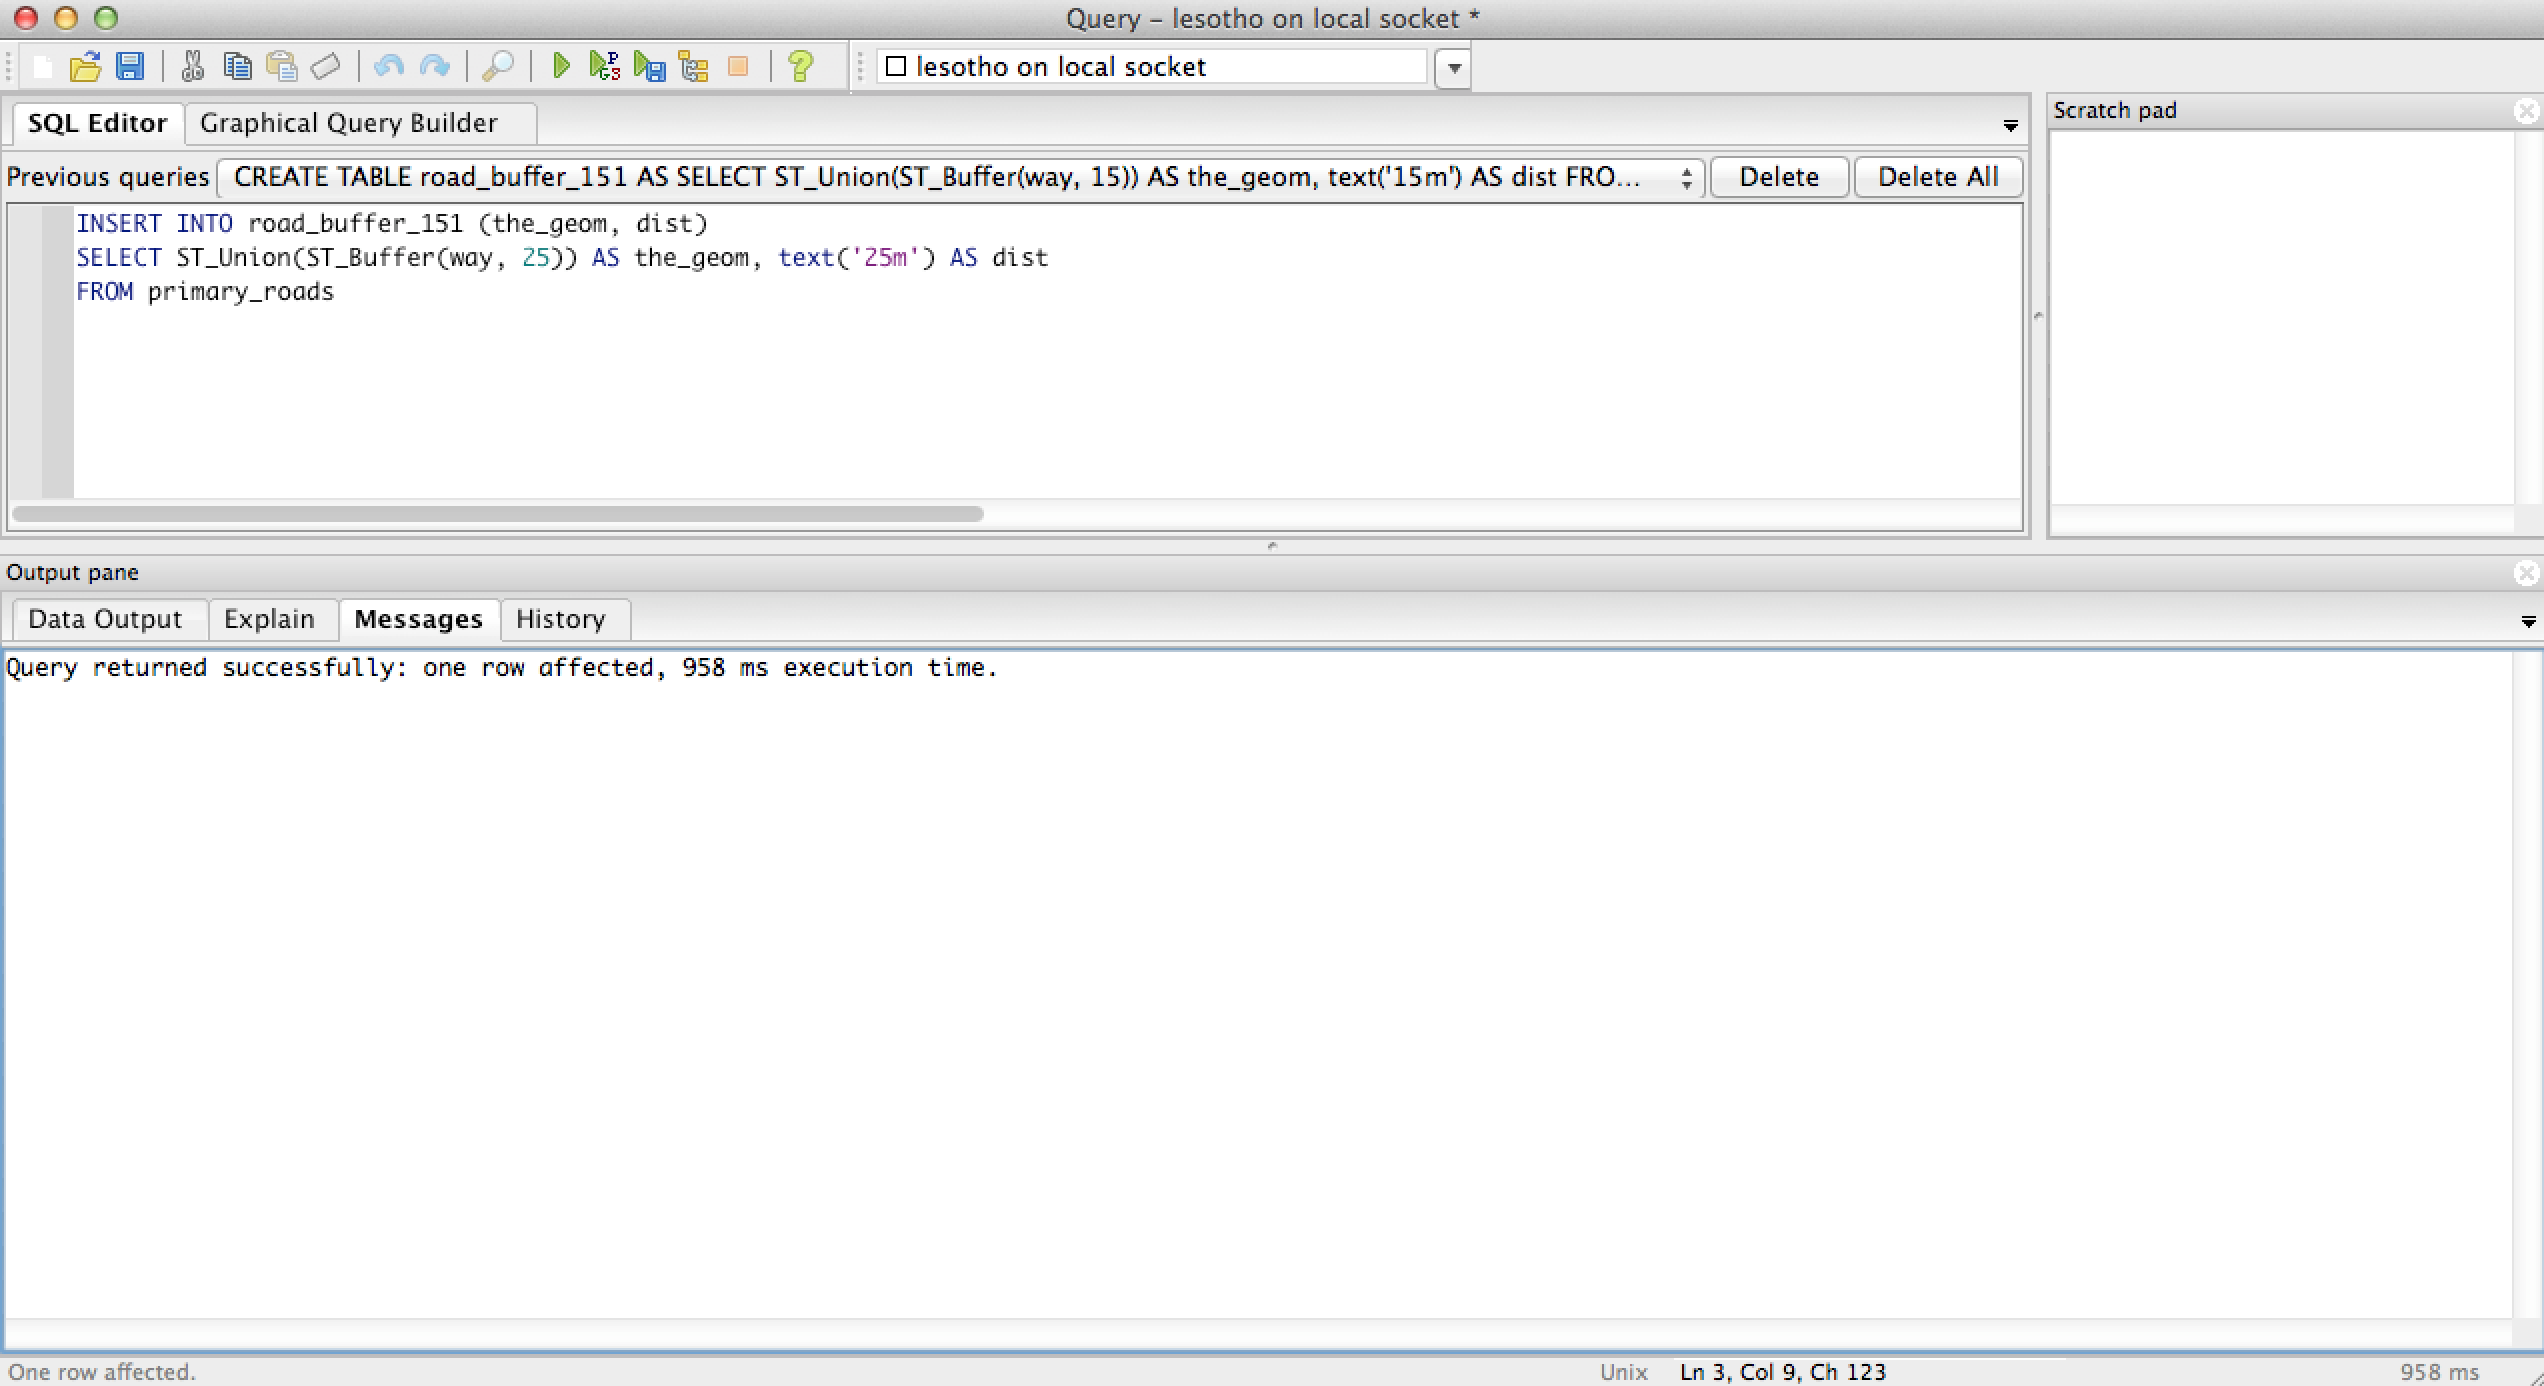 Query – lesotho on local socket *
lesotho on local socket
SQL Editor
Graphical Query Builder
Scratch pad
Previous queries
CREATE TABLE road_buffer_151 AS SELECT ST_Union(ST_Buffer(way, 15)) AS the_geom, text('15m') AS dist FRO...
Delete
Delete All
INSERT INTO road_buffer_151 (the_geom, dist)
SELECT ST_Union(ST_Buffer(way, 25)) AS the_geom, text('25m') AS dist
FROM primary_roads
Output pane
Data Output
Explain
Messages
History
Query returned successfully: one row affected, 958 ms execution time.
One row affected.
Unix
Ln 3, Col 9, Ch 123
958 ms